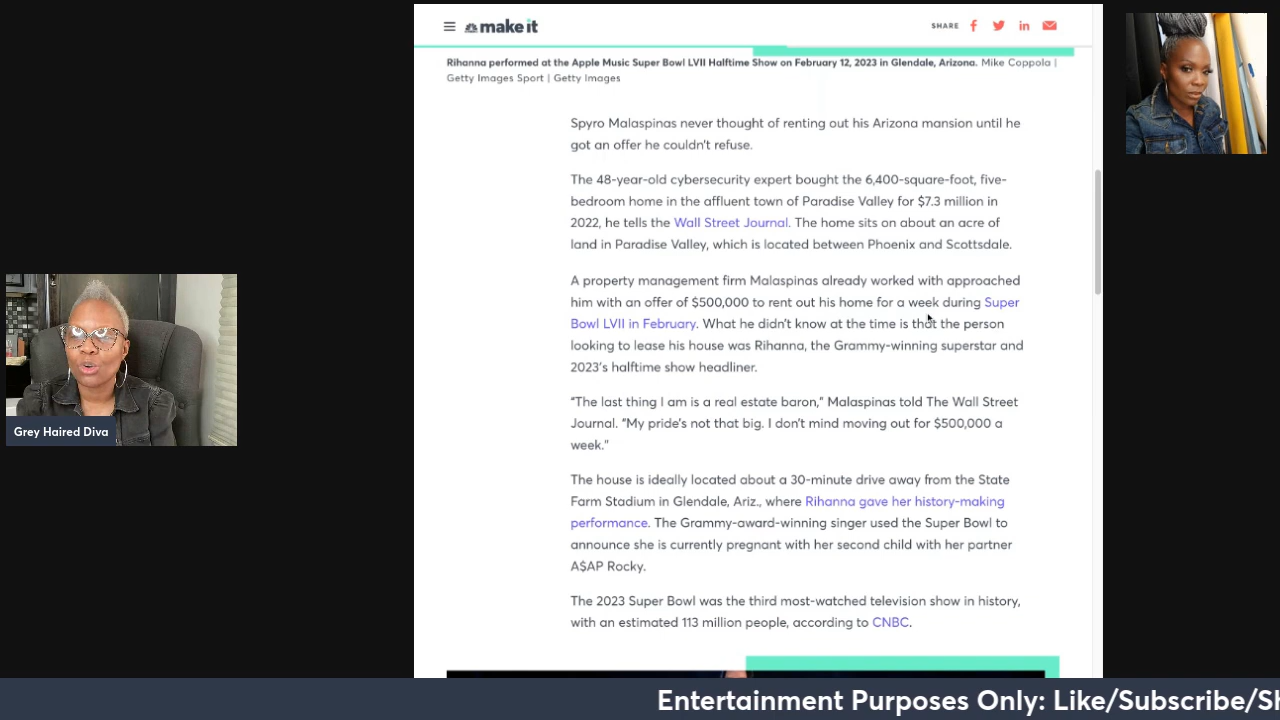 make it
SHARE
Rihanna performed at the Apple Music Super Bowl LVII Halftime Show on February 12, 2023 in Glendale, Arizona. Mike Coppola |
Getty Images Sport | Getty Images
Spyro Malaspinas never thought of renting out his Arizona mansion until he
got an offer he couldn't refuse.
The 48-year-old cybersecurity expert bought the 6,400-square-foot, five-
bedroom home in the affluent town of Paradise Valley for $7.3 million in
2022, he tells the Wall Street Journal. The home sits on about an acre of
land in Paradise Valley, which is located between Phoenix and Scottsdale.
A property management firm Malaspinas already worked with approached
him with an offer of $500,000 to rent out his home for a week during Super
Bowl LVII in February. What he didn't know at the time is that the person
looking to lease his house was Rihanna, the Grammy-winning superstar and
2023's halftime show headliner.
"The last thing I am is a real estate baron," Malaspinas told The Wall Street
Journal. "My pride's not that big. I don't mind moving out for $500,000 a
week."
The house is ideally located about a 30-minute drive away from the State
Farm Stadium in Glendale, Ariz., where Rihanna gave her history-making
performance. The Grammy-award-winning singer used the Super Bowl to
announce she is currently pregnant with her second child with her partner
A$AP Rocky.
The 2023 Super Bowl was the third most-watched television show in history,
with an estimated 113 million people, according to CNBC.
Grey Haired Diva
Entertainment Purposes Only: Like/Subscribe/Sh